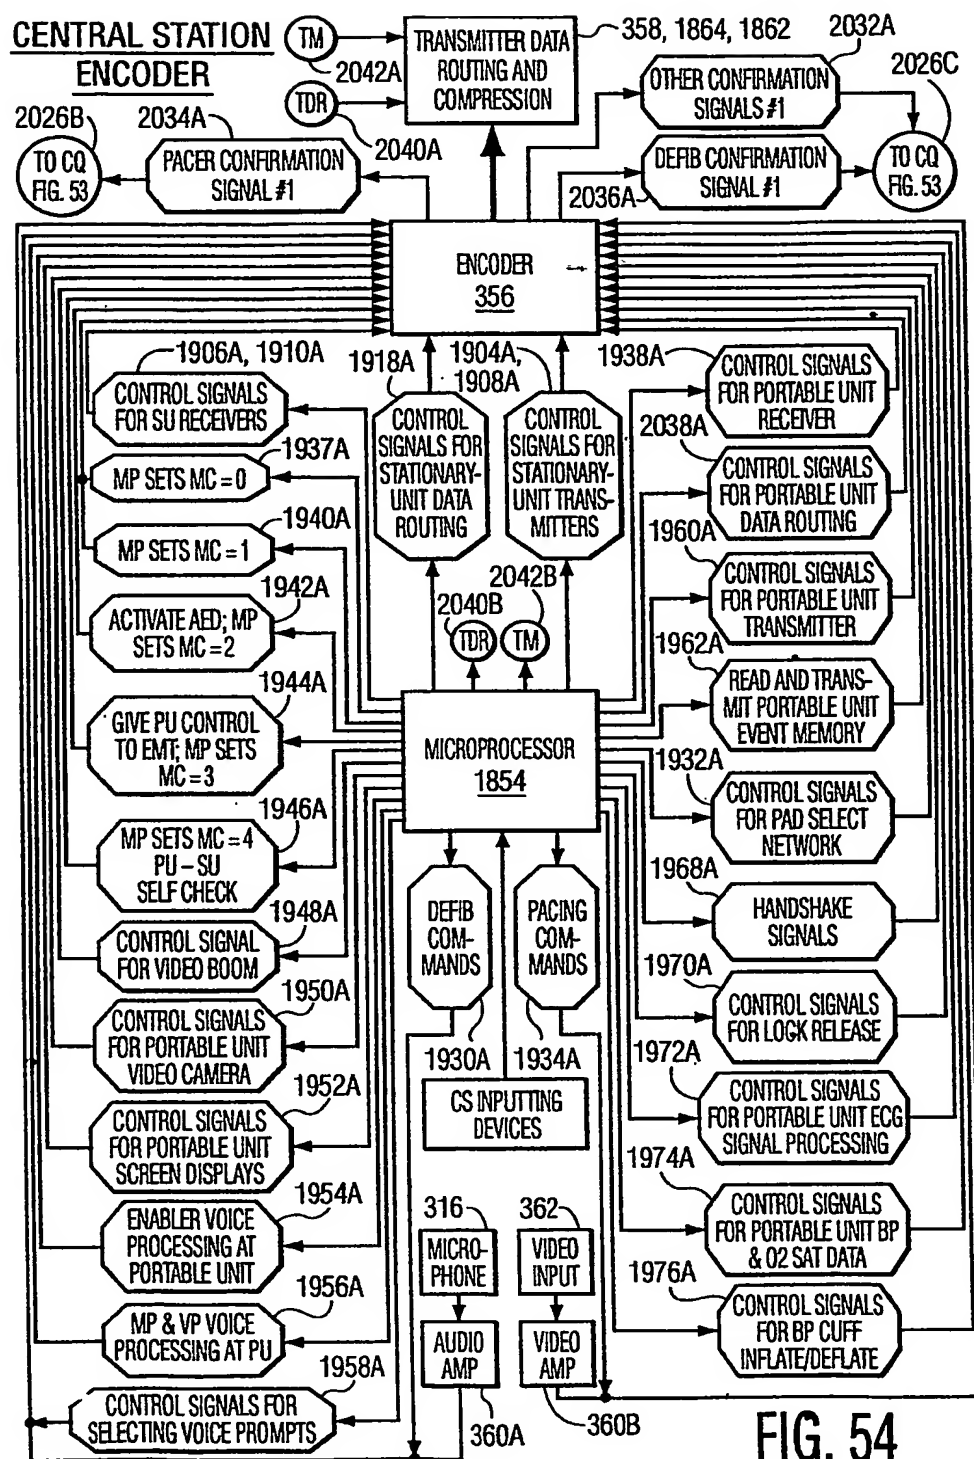 CENTRAL STATION
ENCODER
TM
2042A
TDR
2040A
TRANSMITTER DATA
ROUTING AND
COMPRESSION
358, 1864, 1862
2032A
OTHER CONFIRMATION
SIGNALS #1
2026C
TO CQ
FIG. 53
DEFIB CONFIRMATION
SIGNAL #1
2036A
2026B
TO CQ
FIG. 53
2034A
PACER CONFIRMATION
SIGNAL #1
ENCODER
356
1906A, 1910A
CONTROL SIGNALS
FOR SU RECEIVERS
1937A
MP SETS MC = 0
1940A
MP SETS MC = 1
1942A
ACTIVATE AED; MP
SETS MC = 2
1944A
GIVE PU CONTROL
TO EMT; MP SETS
MC = 3
1946A
MP SETS MC = 4
PU – SU
SELF CHECK
1948A
CONTROL SIGNAL
FOR VIDEO BOOM
1950A
CONTROL SIGNALS
FOR PORTABLE UNIT
VIDEO CAMERA
1952A
CONTROL SIGNALS
FOR PORTABLE UNIT
SCREEN DISPLAYS
1954A
ENABLER VOICE
PROCESSING AT
PORTABLE UNIT
1956A
MP & VP VOICE
PROCESSING AT PU
1958A
CONTROL SIGNALS FOR
SELECTING VOICE PROMPTS
1918A
CONTROL
SIGNALS FOR
STATIONARY-
UNIT DATA
ROUTING
1904A,
1908A
CONTROL
SIGNALS FOR
STATIONARY-
UNIT TRANS-
MITTERS
2040B
TDR
2042B
TM
MICROPROCESSOR
1854
DEFIB
COM-
MANDS
1930A
PACING
COM-
MANDS
1934A
CS INPUTTING
DEVICES
316
MICRO-
PHONE
362
VIDEO
INPUT
AUDIO
AMP
360A
VIDEO
AMP
360B
1938A
CONTROL SIGNALS
FOR PORTABLE UNIT
RECEIVER
2038A
CONTROL SIGNALS
FOR PORTABLE UNIT
DATA ROUTING
1960A
CONTROL SIGNALS
FOR PORTABLE UNIT
TRANSMITTER
1962A
READ AND TRANS-
MIT PORTABLE UNIT
EVENT MEMORY
1932A
CONTROL SIGNALS
FOR PAD SELECT
NETWORK
1968A
HANDSHAKE
SIGNALS
1970A
CONTROL SIGNALS
FOR LOCK RELEASE
1972A
CONTROL SIGNALS
FOR PORTABLE UNIT ECG
SIGNAL PROCESSING
1974A
CONTROL SIGNALS
FOR PORTABLE UNIT BP
& O2 SAT DATA
1976A
CONTROL SIGNALS
FOR BP CUFF
INFLATE/DEFLATE
FIG. 54